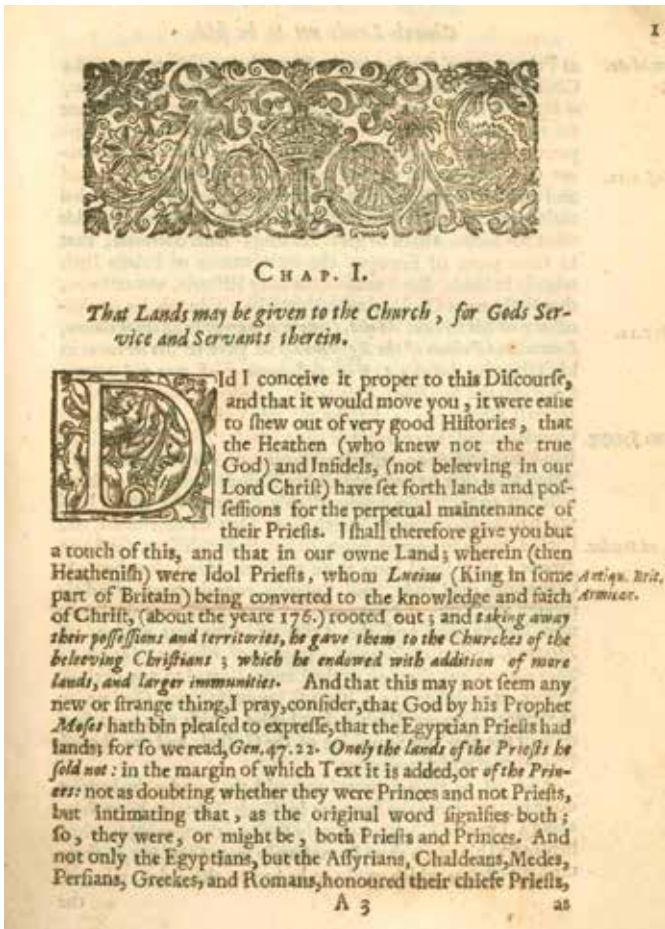 1
CHAP. I.
That Lands may be given to the Church, for Gods Ser-
vice and Servants therein.
DId I conceive it proper to this Discourse,
and that it would move you, it were easie
to shew out of very good Histories, that
the Heathen (who knew not the true
God) and Infidels, (not beleeving in our
Lord Christ) have set forth lands and pos-
sessions for the perpetual maintenance of
their Priests. I shall therefore give you but
a touch of this, and that in our owne Land; wherein (then
Heathenish) were Idol Priests, whom Lucius (King in some
part of Britain) being converted to the knowledge and faith
of Christ, (about the yeare 176.) rooted out; and taking away
their possessions and territories, he gave them to the Churches of the
beleeving Christians; which he endowed with addition of more
lands, and larger immunities. And that this may not seem any
new or strange thing, I pray, consider, that God by his Prophet
Moses hath bin pleased to expresse, that the Egyptian Priests had
lands; for so we read, Gen. 47.22. Onely the lands of the Priests he
sold not: in the margin of which Text it is added, or of the Prin-
ces: not as doubting whether they were Princes and not Priests,
but intimating that, as the original word signifies both;
so, they were, or might be, both Priests and Princes. And
not only the Egyptians, but the Assyrians, Chaldeans, Medes,
Persians, Greekes, and Romans, honoured their chiefe Priests,
A 3 as
Antiqu. Brit.
Armicac.